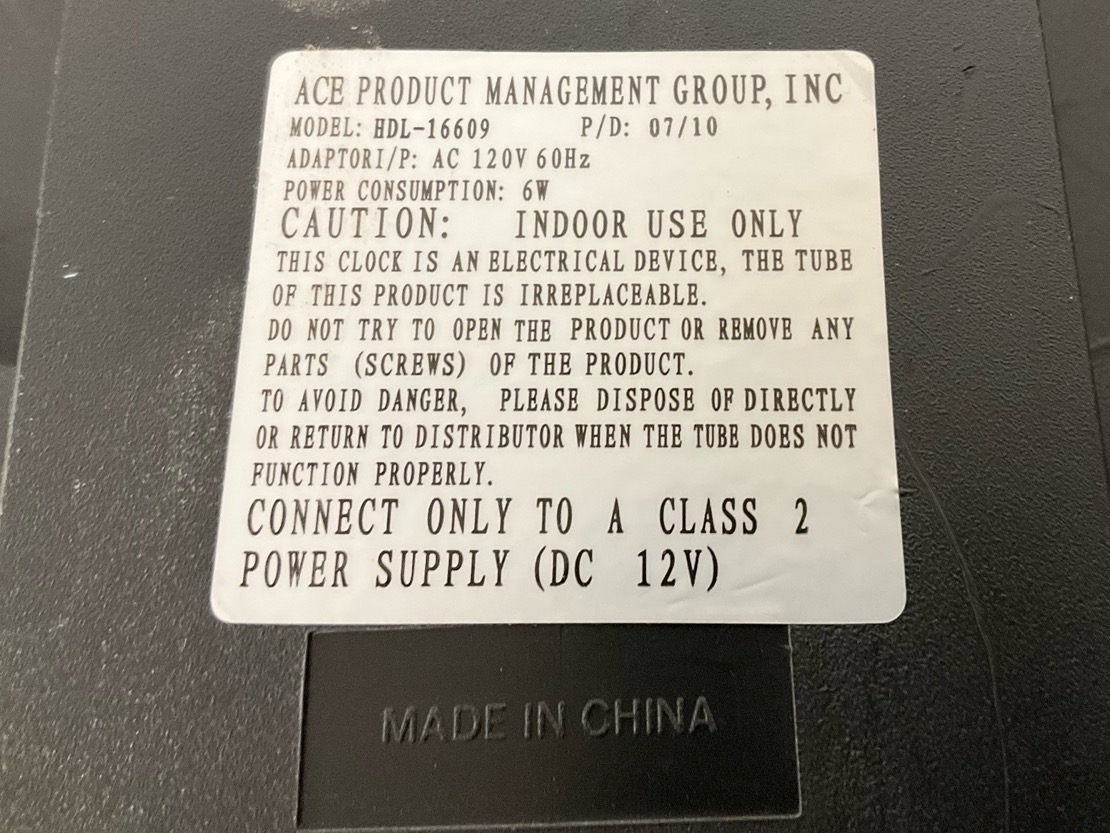 ACE PRODUCT MANAGEMENT GROUP, INC
MODEL: HDL-16609 P/D: 07/10
ADAPTORI/P: AC 120V 60Hz
POWER CONSUMPTION: 6W
CAUTION: INDOOR USE ONLY
THIS CLOCK IS AN ELECTRICAL DEVICE, THE TUBE
OF THIS PRODUCT IS IRREPLACEABLE.
DO NOT TRY TO OPEN THE PRODUCT OR REMOVE ANY
PARTS (SCREWS) OF THE PRODUCT.
TO AVOID DANGER, PLEASE DISPOSE OF DIRECTLY
OR RETURN TO DISTRIBUTOR WHEN THE TUBE DOES NOT
FUNCTION PROPERLY.
CONNECT ONLY TO A CLASS 2
POWER SUPPLY (DC 12V)
MADE IN CHINA